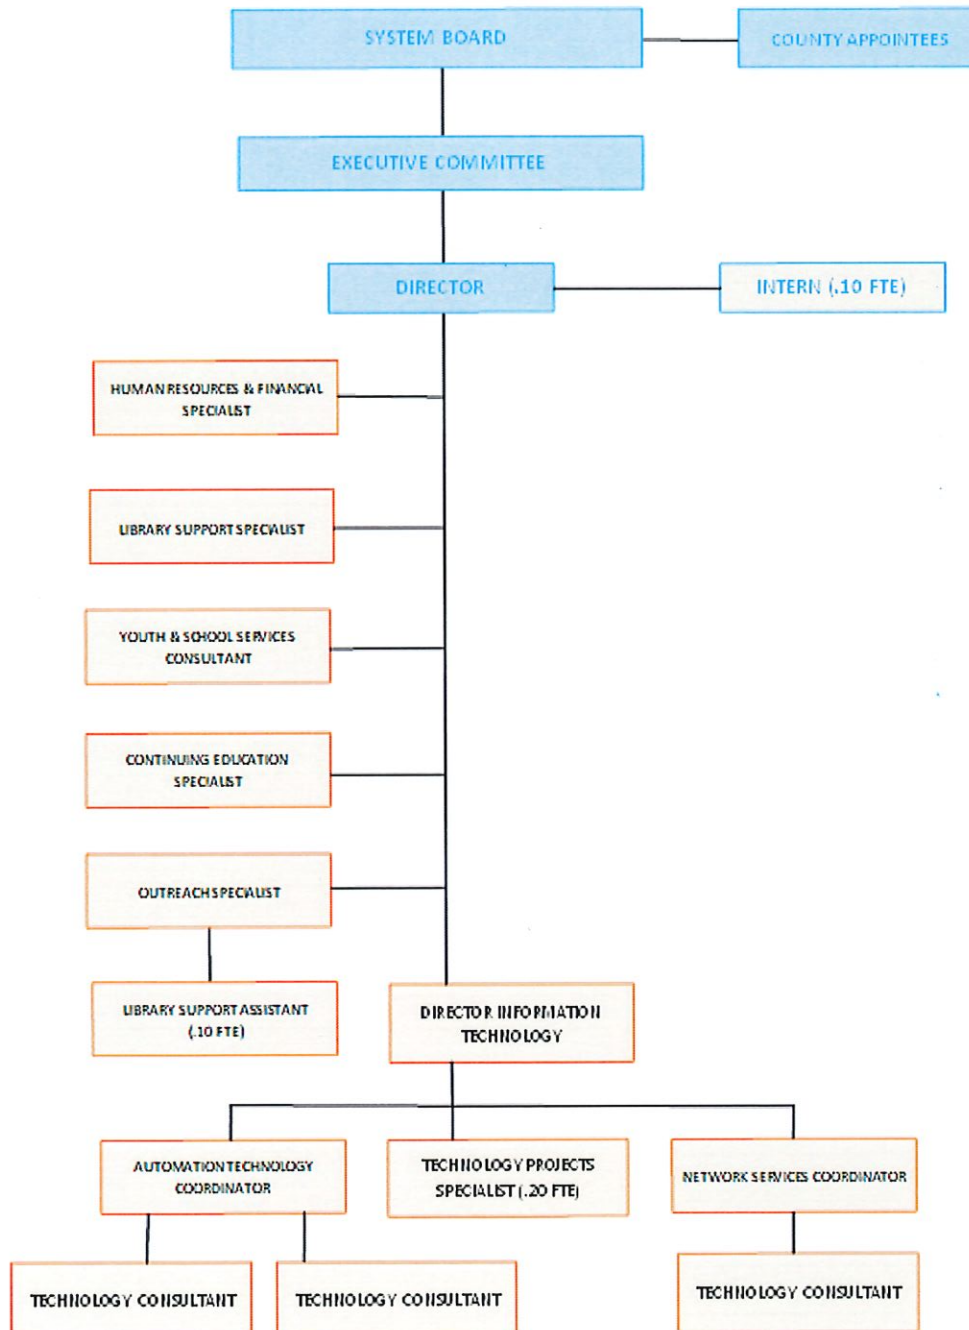 SYSTEM BOARD
COUNTY APPOINTEES
EXECUTIVE COMMITTEE
DIRECTOR
INTERN (.10 FTE)
HUMAN RESOURCES & FINANCIAL
SPECIALIST
LIBRARY SUPPORT SPECIALIST
YOUTH & SCHOOL SERVICES
CONSULTANT
CONTINUING EDUCATION
SPECIALIST
OUTREACH SPECIALIST
LIBRARY SUPPORT ASSISTANT
(.10 FTE)
DIRECTOR INFORMATION
TECHNOLOGY
AUTOMATION TECHNOLOGY
COORDINATOR
TECHNOLOGY PROJECTS
SPECIALIST (.20 FTE)
NETWORK SERVICES COORDINATOR
TECHNOLOGY CONSULTANT
TECHNOLOGY CONSULTANT
TECHNOLOGY CONSULTANT